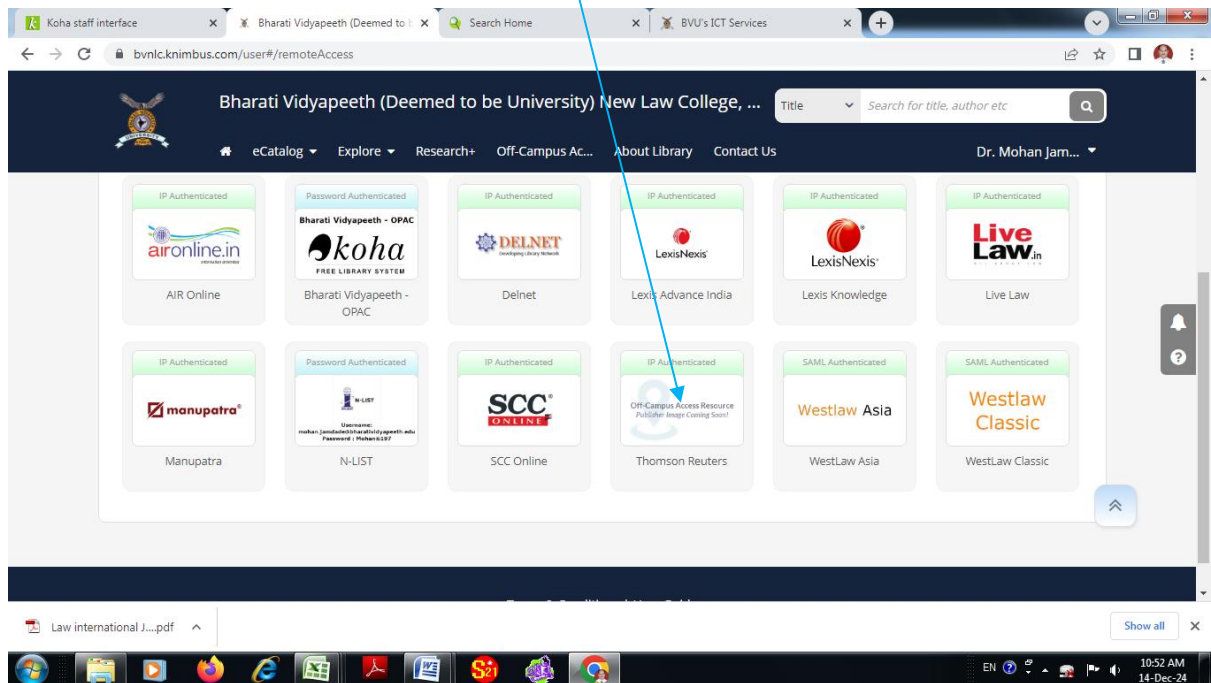 Koha staff interface
Bharati Vidyapeeth (Deemed to b
Search Home
BVU's ICT Services
bvnlc.knimbus.com/user#/remoteAccess
Bharati Vidyapeeth (Deemed to be University) New Law College, ...
Title
Search for title, author etc
eCatalog
Explore
Research+
Off-Campus Ac...
About Library
Contact Us
Dr. Mohan Jam...
IP Authenticated
Password Authenticated
IP Authenticated
IP Authenticated
IP Authenticated
IP Authenticated
aironline.in
Bharati Vidyapeeth - OPAC
koha
FREE LIBRARY SYSTEM
DELNET
Developing Library Network
LexisNexis
LexisNexis
Live
Law.in
AIR Online
Bharati Vidyapeeth -
OPAC
Delnet
Lexis Advance India
Lexis Knowledge
Live Law
IP Authenticated
Password Authenticated
IP Authenticated
IP Authenticated
SAML Authenticated
SAML Authenticated
manupatra®
N-LIST
Username:
Password :
SCC®
ONLINE
Off-Campus Access Resource
Publisher Image Coming Soon!
Westlaw Asia
Westlaw
Classic
Manupatra
N-LIST
SCC Online
Thomson Reuters
WestLaw Asia
WestLaw Classic
Law international J....pdf
Show all
S21
EN
10:52 AM
14-Dec-24